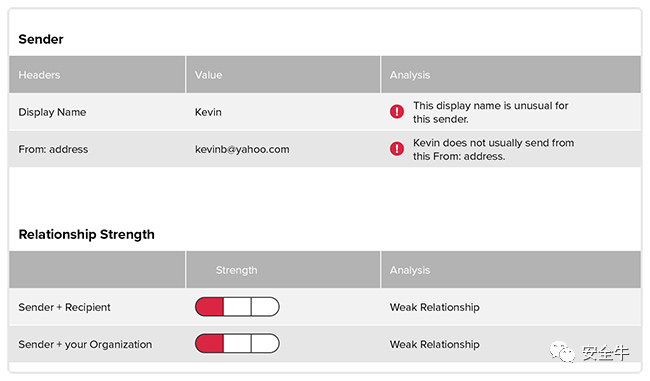 Sender
Headers Value Analysis
Display Name Kevin This display name is unusual for
this sender.
From: address kevinb@yahoo.com Kevin does not usually send from
this From: address.
Relationship Strength
Strength Analysis
Sender + Recipient Weak Relationship
Sender + your Organization Weak Relationship
安全牛